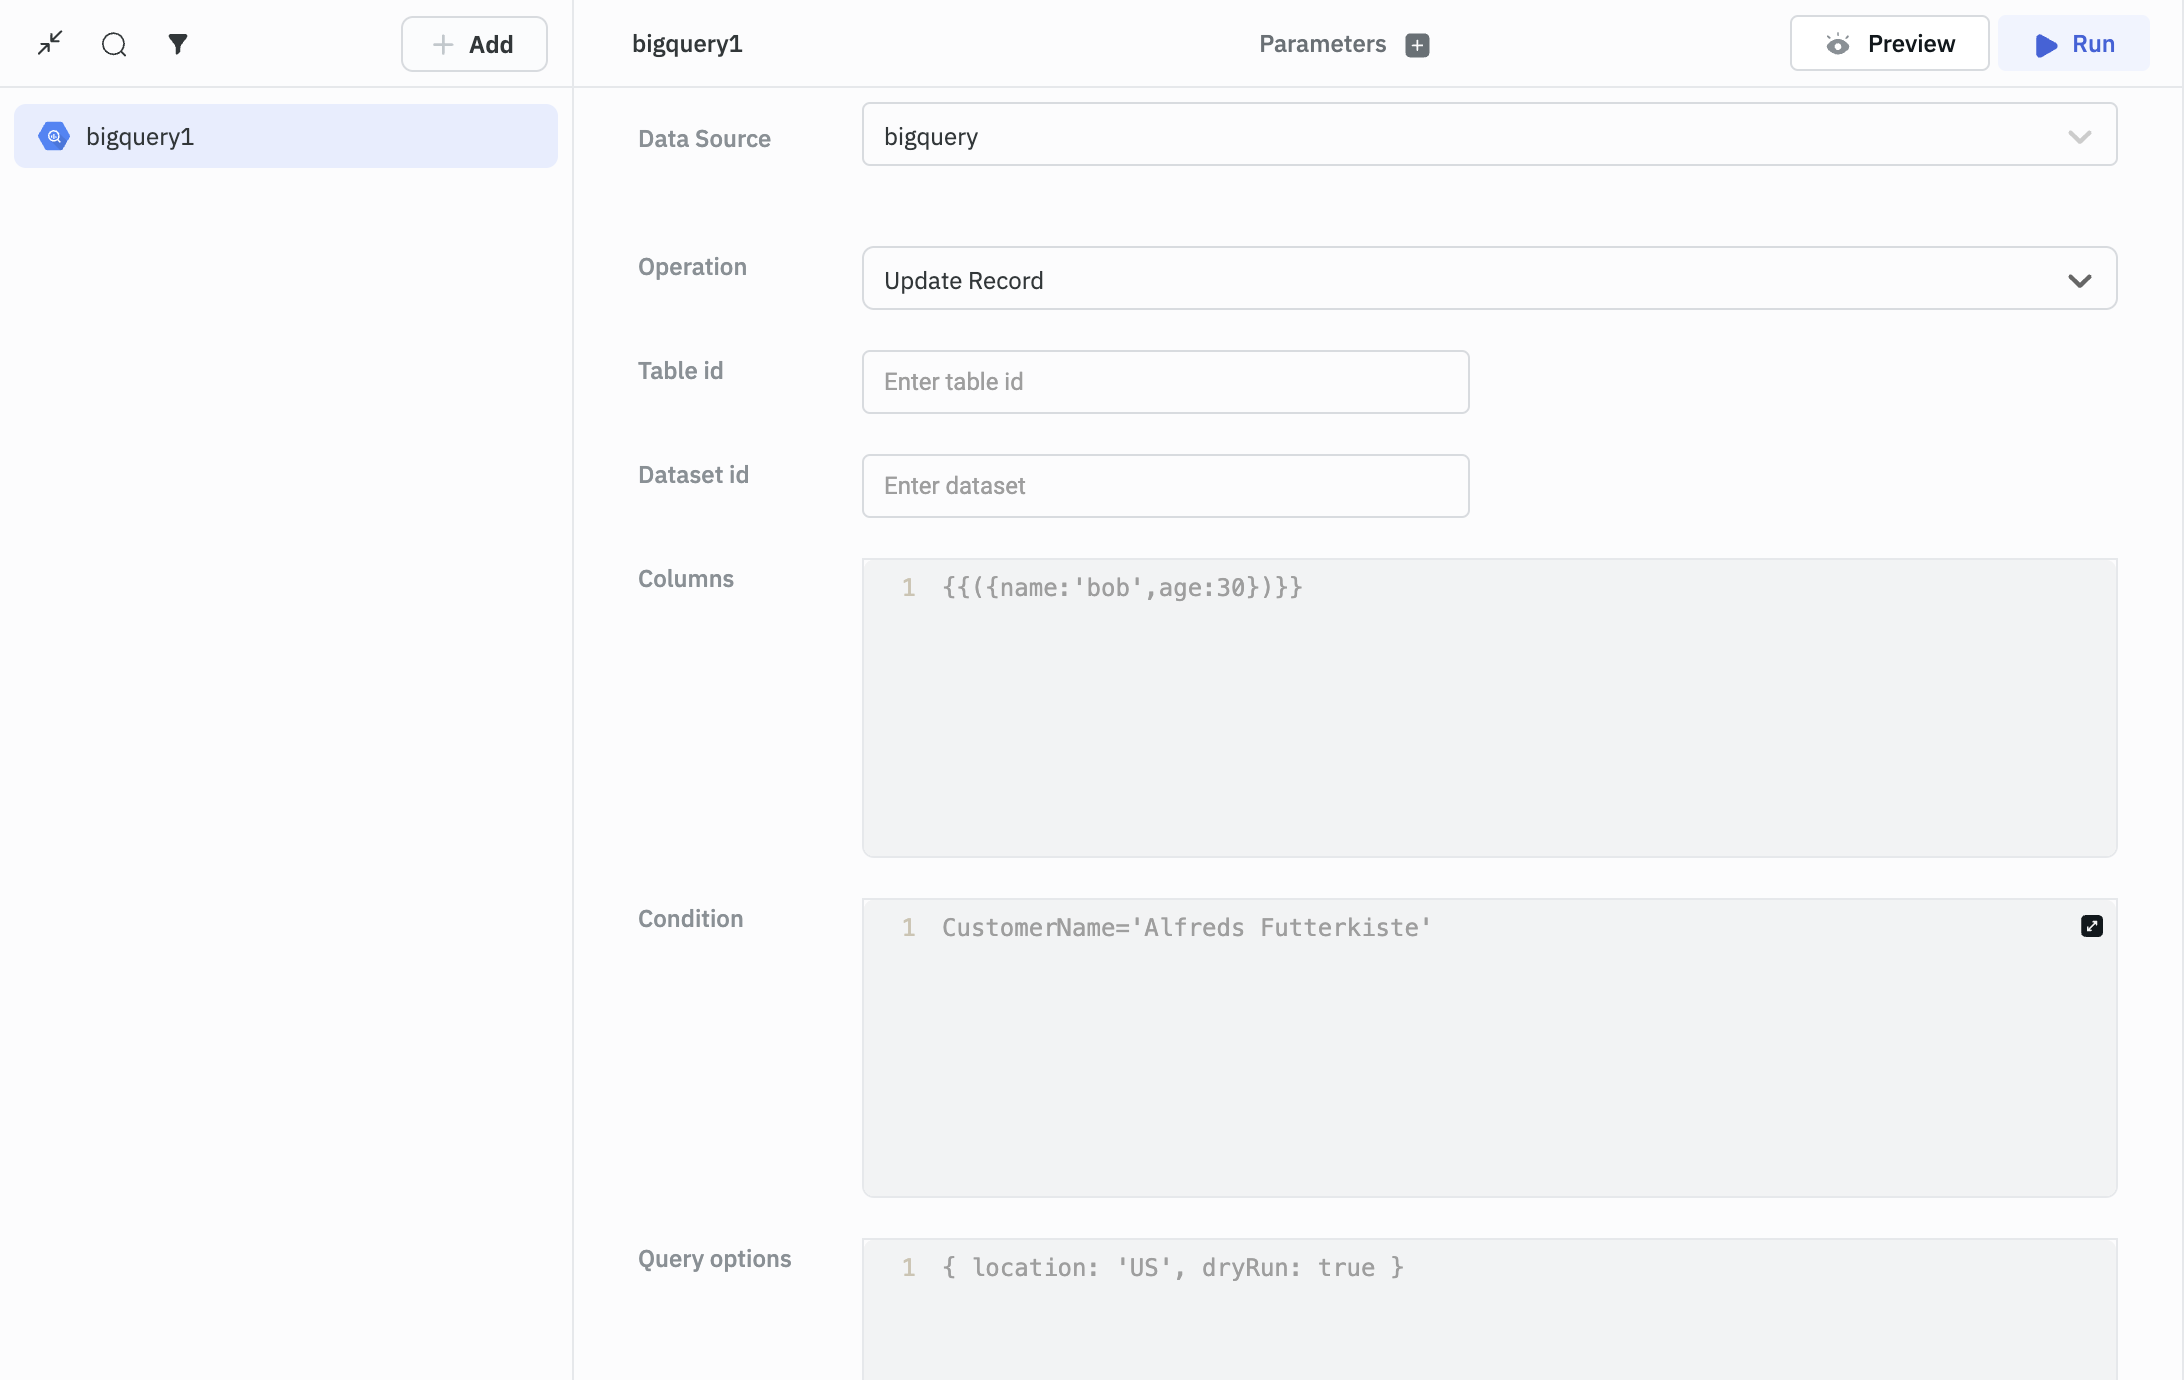 Add
bigquery1
Parameters
Preview
Run
bigquery1
Data Source
bigquery
Operation
Update Record
Table id
Enter table id
Dataset id
Enter dataset
Columns
1 {{({name:'bob',age:30})}}
Condition
1 CustomerName='Alfreds Futterkiste'
Query options
1 { location: 'US', dryRun: true }